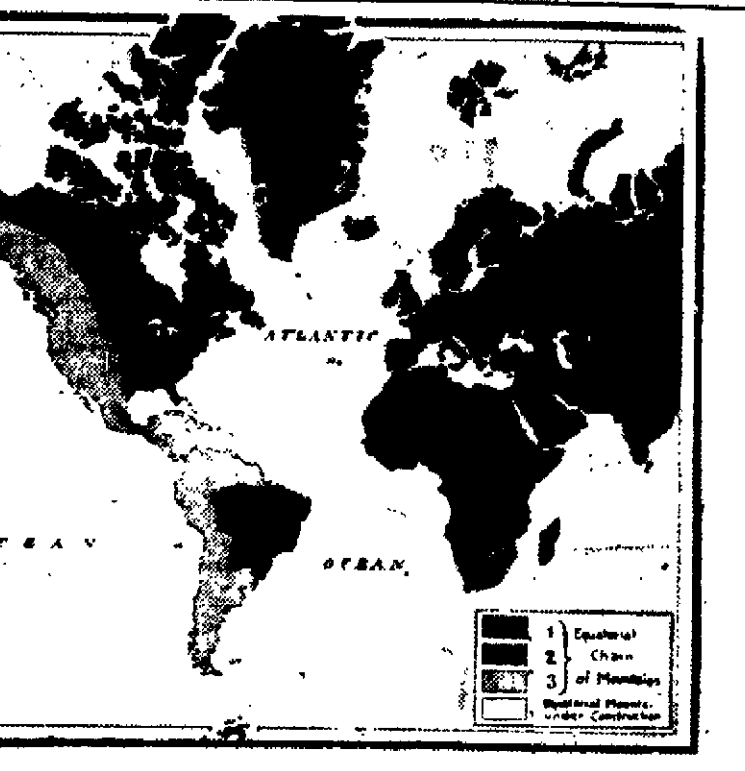 ATLANTIC
OCEAN
1 Equatorial
2 Chain
3 of Mountains
Equatorial Mounts.
under Construction